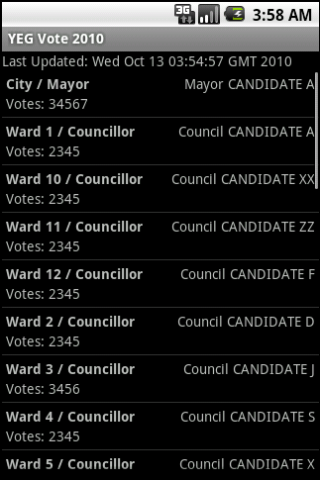 3G 3:58 AM
YEG Vote 2010
Last Updated: Wed Oct 13 03:54:57 GMT 2010
City / Mayor Mayor CANDIDATE A
Votes: 34567
Ward 1 / Councillor Council CANDIDATE A
Votes: 2345
Ward 10 / Councillor Council CANDIDATE XX
Votes: 2345
Ward 11 / Councillor Council CANDIDATE ZZ
Votes: 2345
Ward 12 / Councillor Council CANDIDATE F
Votes: 2345
Ward 2 / Councillor Council CANDIDATE D
Votes: 2345
Ward 3 / Councillor Council CANDIDATE J
Votes: 3456
Ward 4 / Councillor Council CANDIDATE S
Votes: 2345
Ward 5 / Councillor Council CANDIDATE X